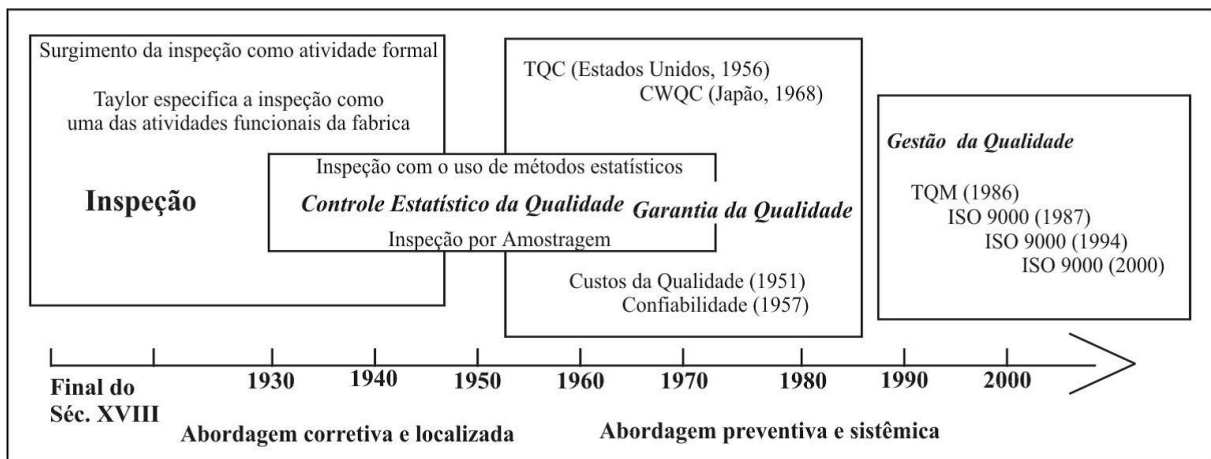 Surgimento da inspeção como atividade formal
Taylor especifica a inspeção como
uma das atividades funcionais da fabrica
Inspeção
Inspeção com o uso de métodos estatísticos
Controle Estatístico da Qualidade
Inspeção por Amostragem
TQC (Estados Unidos, 1956)
CWQC (Japão, 1968)
Garantia da Qualidade
Custos da Qualidade (1951)
Confiabilidade (1957)
Gestão da Qualidade
TQM (1986)
ISO 9000 (1987)
ISO 9000 (1994)
ISO 9000 (2000)
Final do
Séc. XVIII
1930
1940
1950
1960
1970
1980
1990
2000
Abordagem corretiva e localizada
Abordagem preventiva e sistêmica